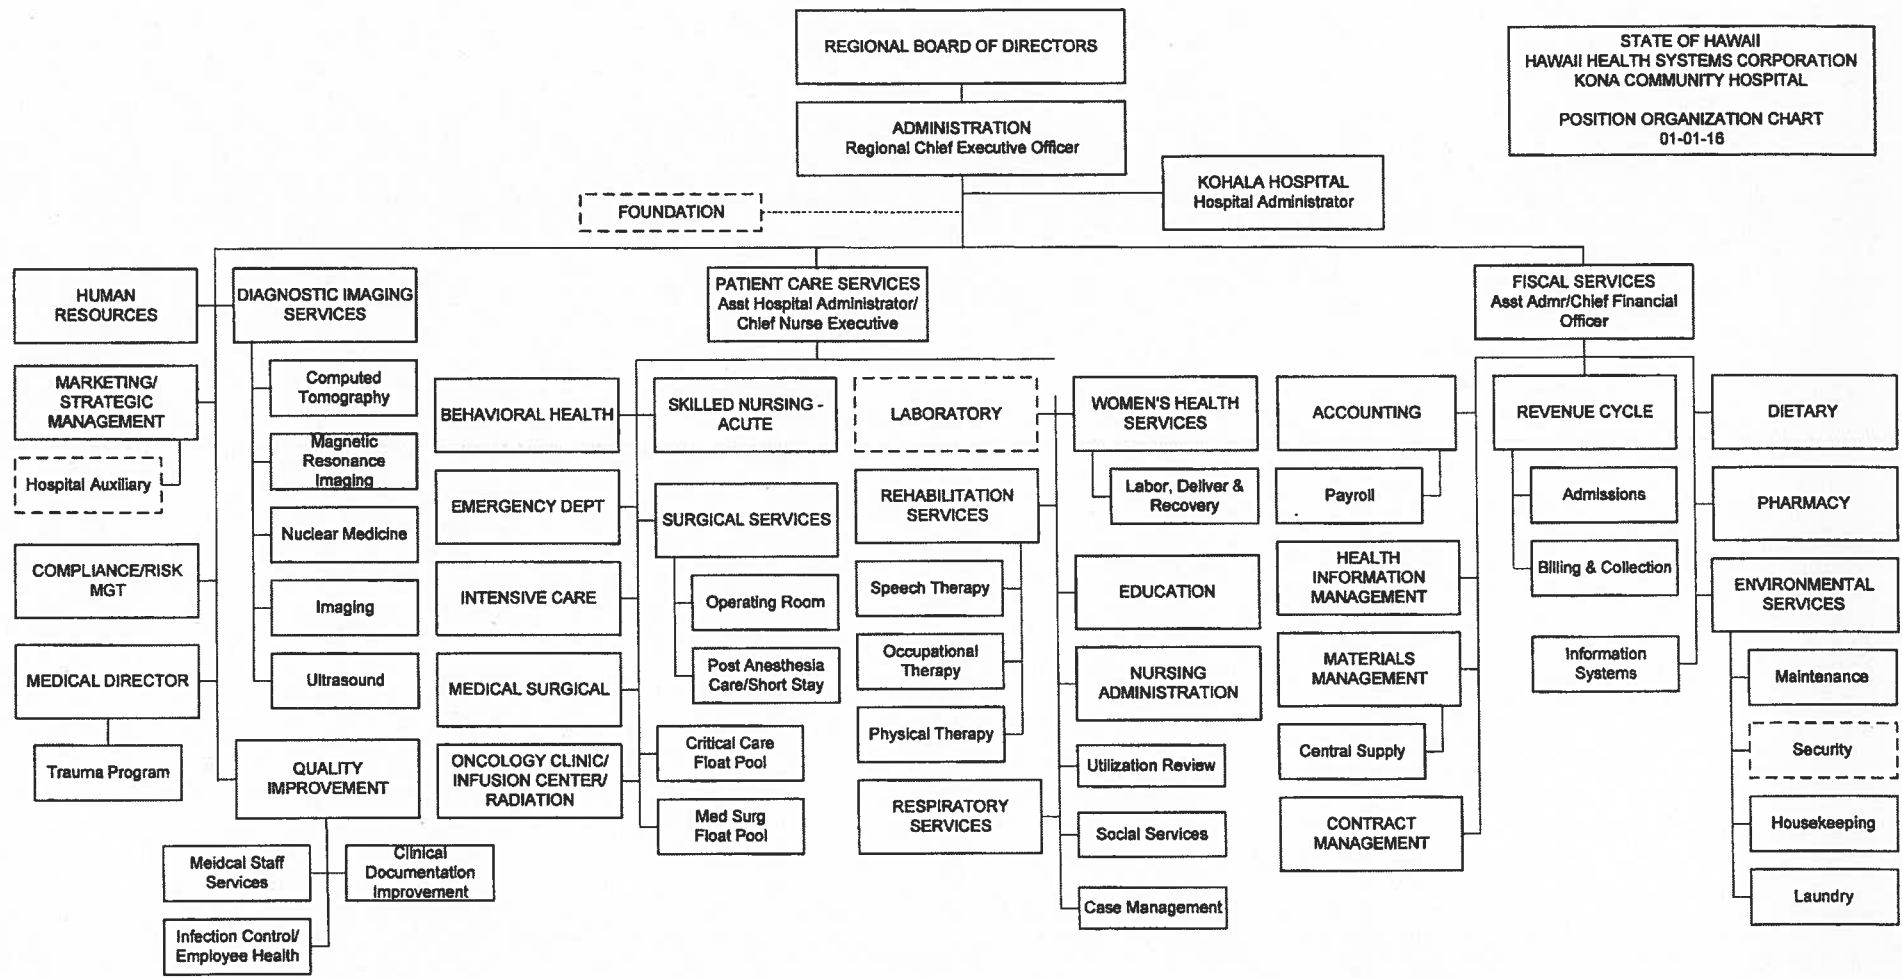 REGIONAL BOARD OF DIRECTORS
STATE OF HAWAII
HAWAII HEALTH SYSTEMS CORPORATION
KONA COMMUNITY HOSPITAL
POSITION ORGANIZATION CHART
01-01-16
ADMINISTRATION
Regional Chief Executive Officer
KOHALA HOSPITAL
Hospital Administrator
FOUNDATION
HUMAN
RESOURCES
DIAGNOSTIC IMAGING
SERVICES
PATIENT CARE SERVICES
Asst Hospital Administrator/
Chief Nurse Executive
FISCAL SERVICES
Asst Admr/Chief Financial
Officer
MARKETING/
STRATEGIC
MANAGEMENT
Hospital Auxiliary
COMPLIANCE/RISK
MGT
MEDICAL DIRECTOR
Trauma Program
Computed
Tomography
Magnetic
Resonance
Imaging
Nuclear Medicine
Imaging
Ultrasound
QUALITY
IMPROVEMENT
Meidcal Staff
Services
Clinical
Documentation
Improvement
Infection Control/
Employee Health
BEHAVIORAL HEALTH
EMERGENCY DEPT
INTENSIVE CARE
MEDICAL SURGICAL
ONCOLOGY CLINIC/
INFUSION CENTER/
RADIATION
SKILLED NURSING -
ACUTE
SURGICAL SERVICES
Operating Room
Post Anesthesia
Care/Short Stay
Critical Care
Float Pool
Med Surg
Float Pool
LABORATORY
REHABILITATION
SERVICES
Speech Therapy
Occupational
Therapy
Physical Therapy
RESPIRATORY
SERVICES
WOMEN'S HEALTH
SERVICES
Labor, Deliver &
Recovery
EDUCATION
NURSING
ADMINISTRATION
Utilization Review
Social Services
Case Management
ACCOUNTING
Payroll
HEALTH
INFORMATION
MANAGEMENT
MATERIALS
MANAGEMENT
Central Supply
CONTRACT
MANAGEMENT
REVENUE CYCLE
Admissions
Billing & Collection
Information
Systems
DIETARY
PHARMACY
ENVIRONMENTAL
SERVICES
Maintenance
Security
Housekeeping
Laundry